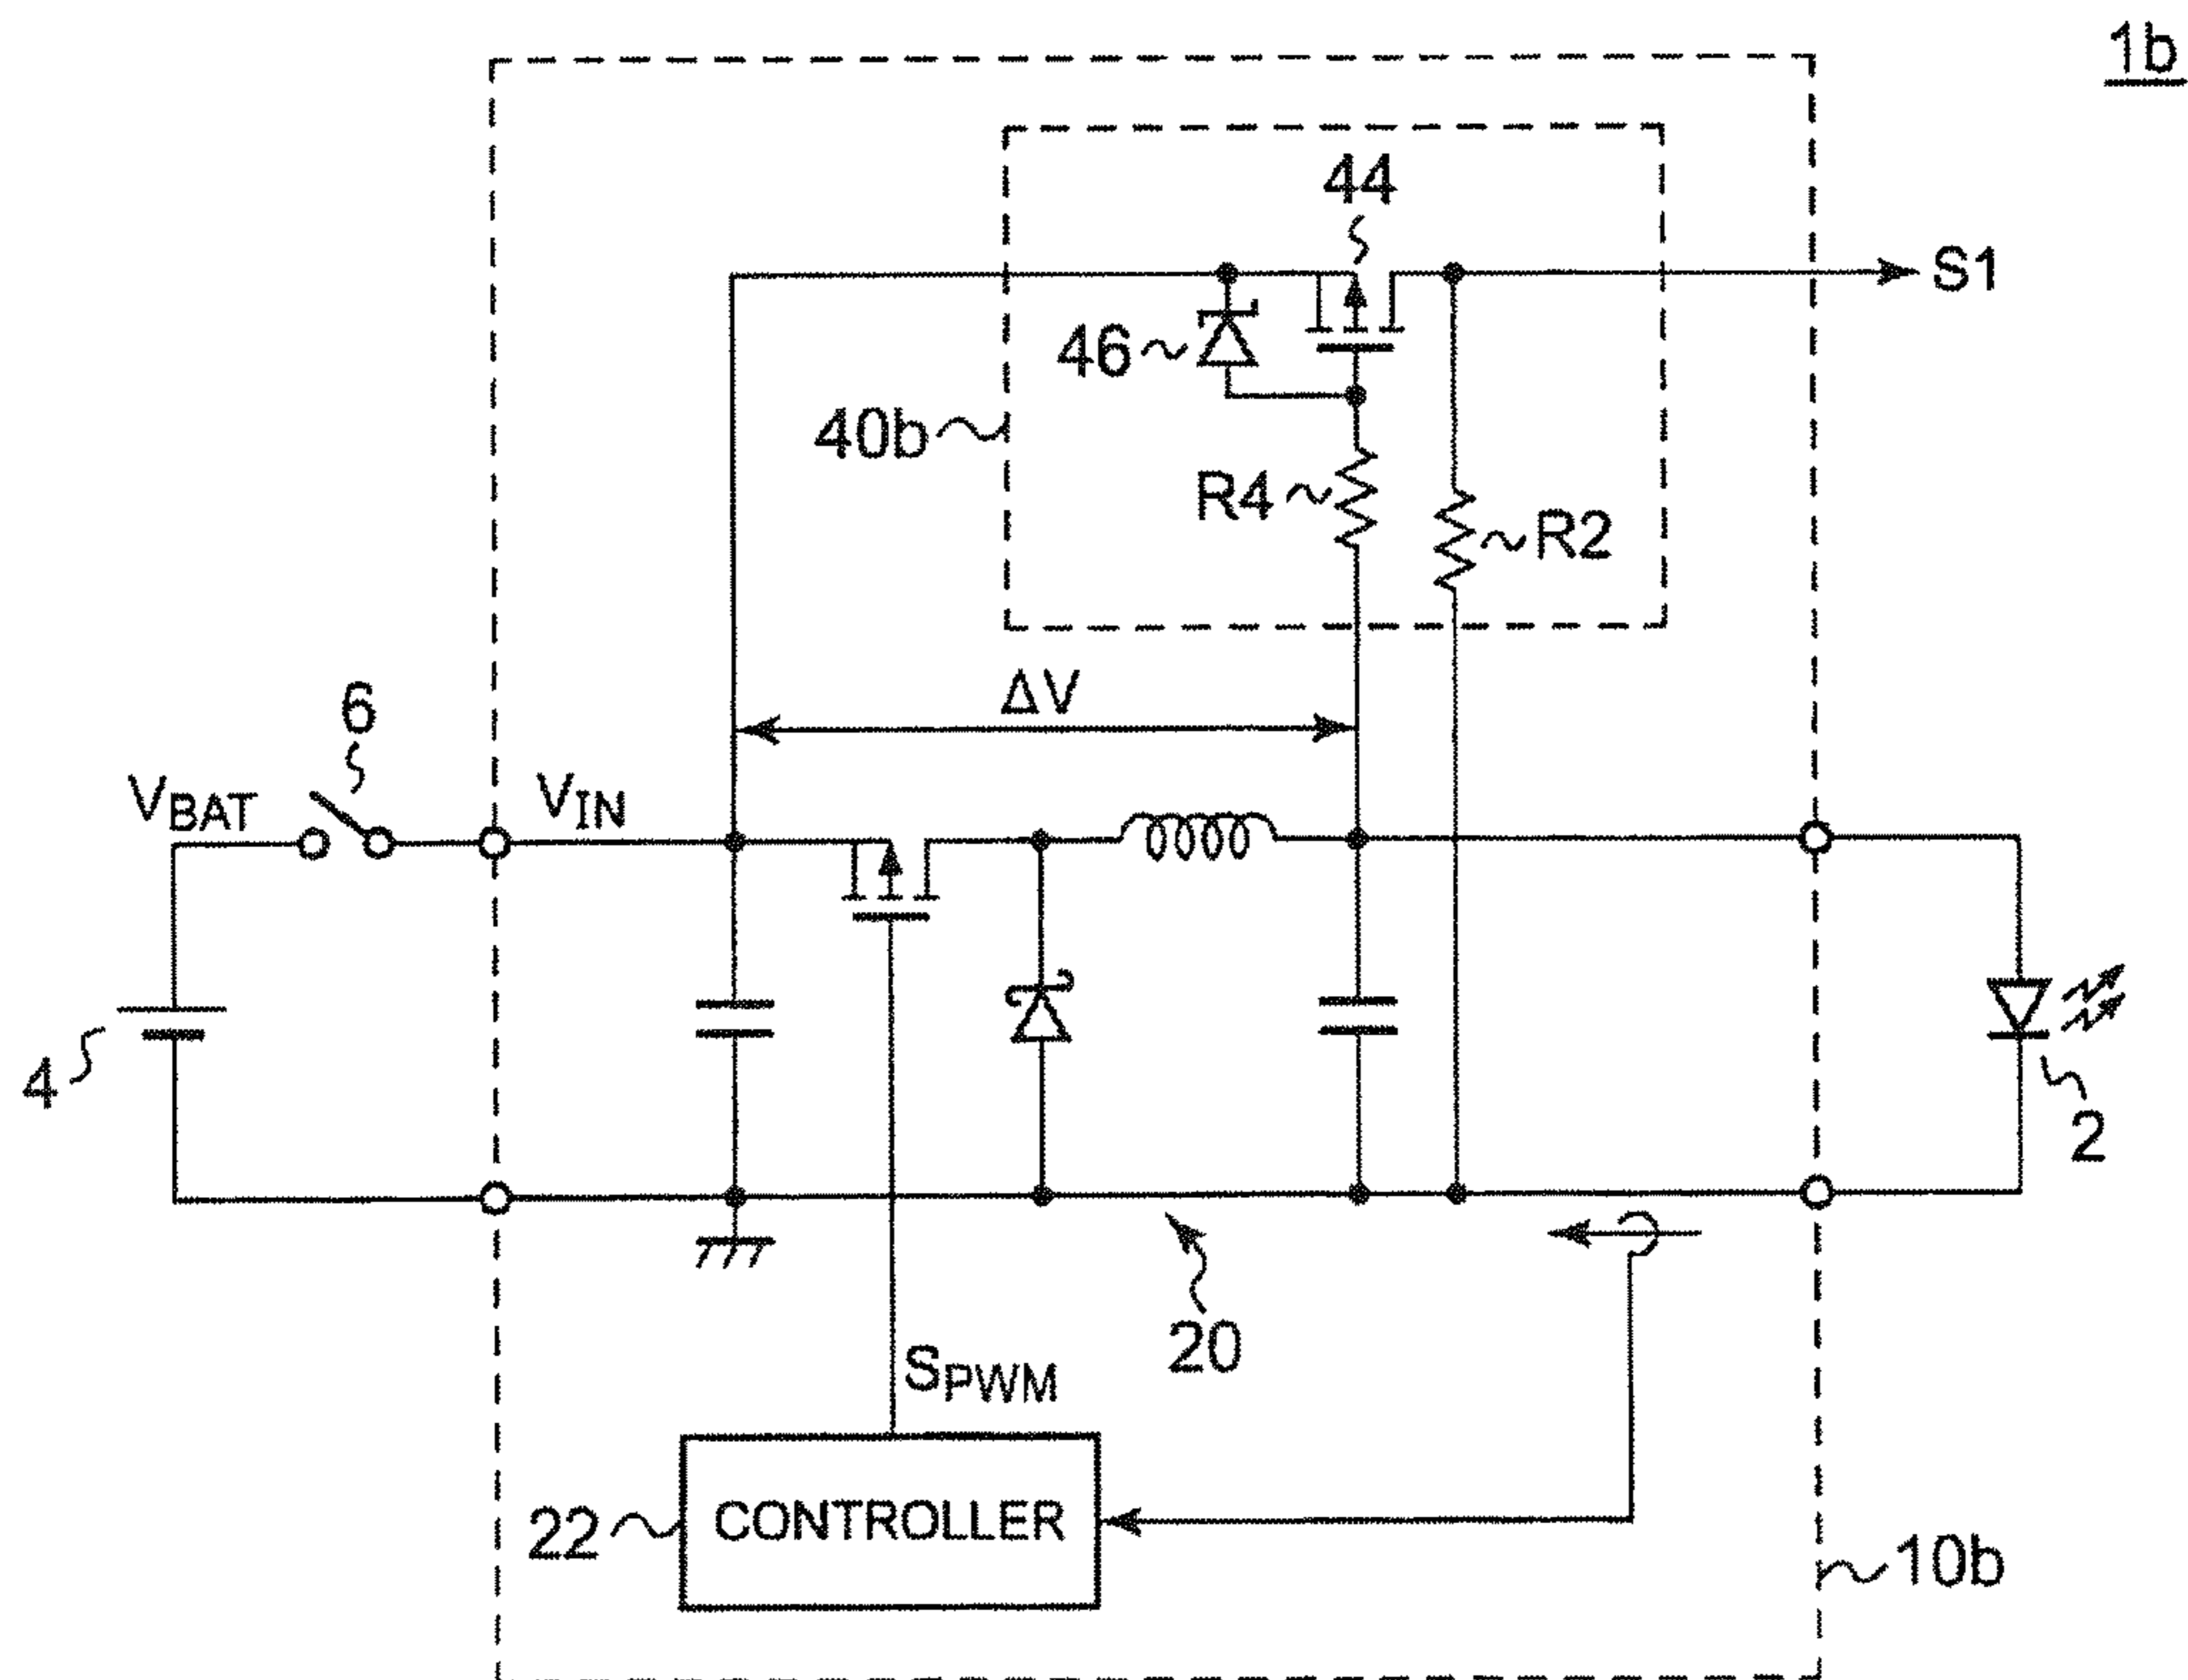 1b
44
S1
46
40b
R4
R2
ΔV
6
VBAT
VIN
4
2
20
SPWM
22
CONTROLLER
10b